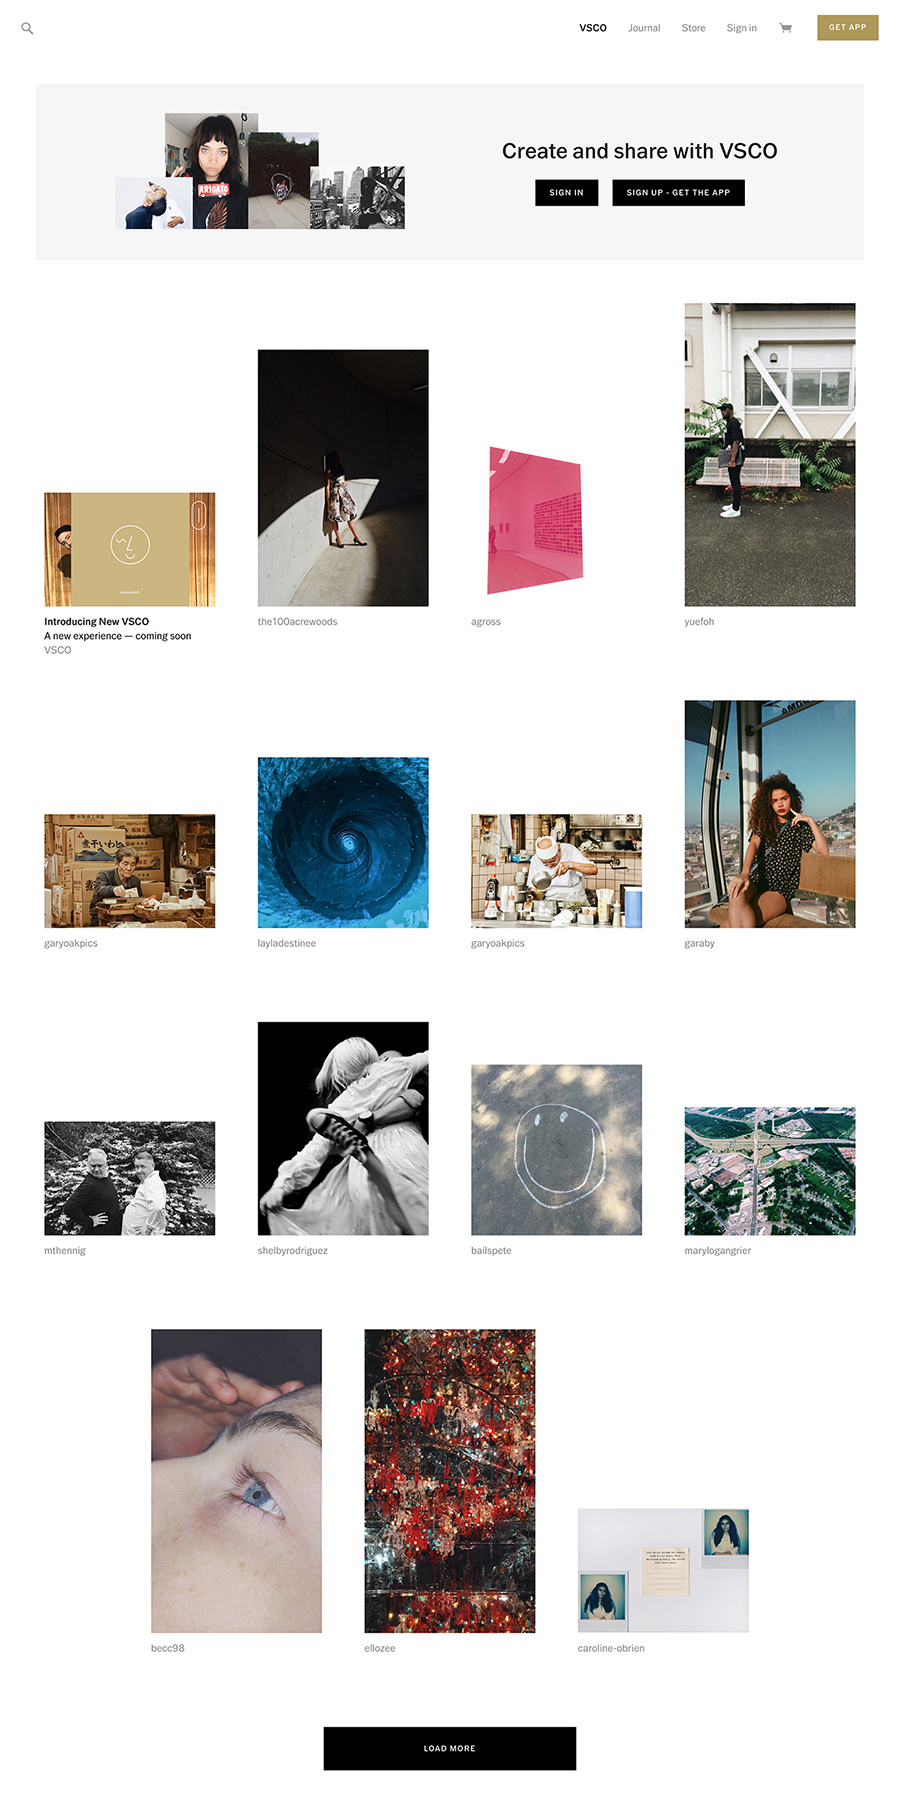 VSCO Journal Store Sign in GET APP
Create and share with VSCO
SIGN IN SIGN UP - GET THE APP
ARIGATO
Introducing New VSCO
A new experience — coming soon
VSCO
the100acrewoods
agross
yuefoh
garyoakpics
layladestinee
garyoakpics
garaby
mthennig
shelbyrodriguez
bailspete
marylogangrier
becc98
ellozee
caroline-obrien
LOAD MORE